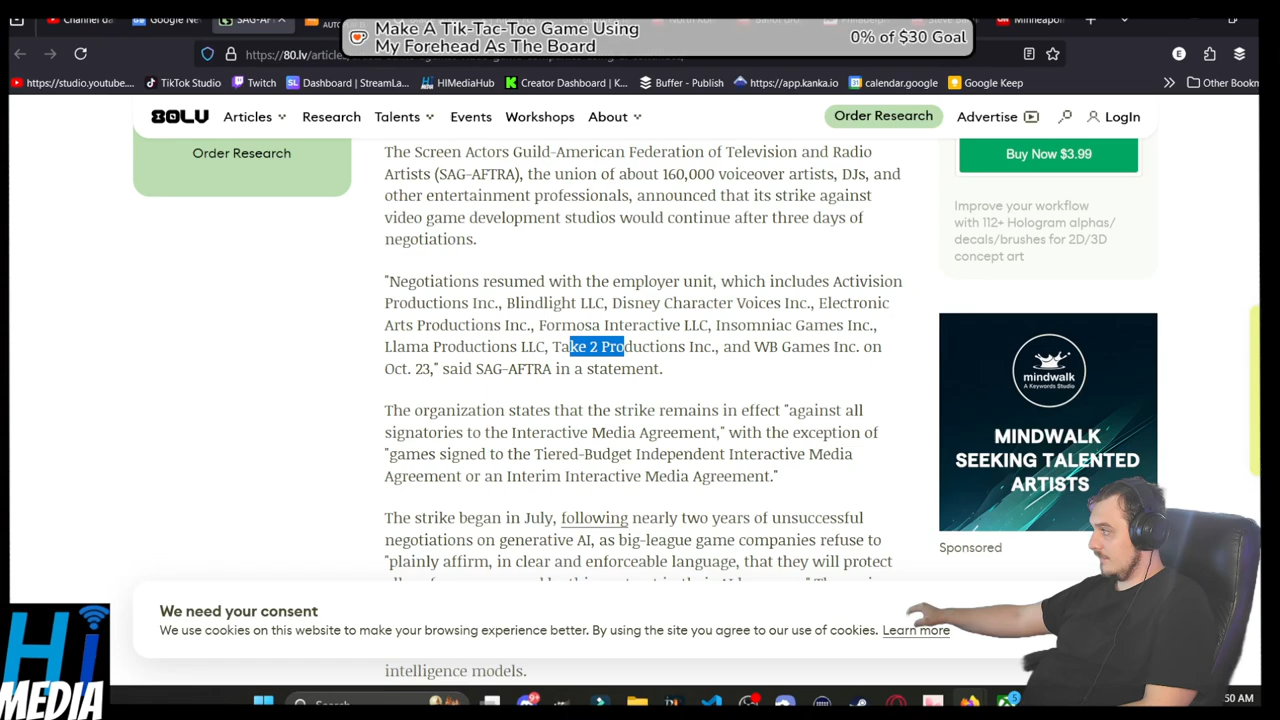 SAG-AF
Make A Tik-Tac-Toe Game Using
My Forehead As The Board
0% of $30 Goal
Minneapol
https://80.lv/articles
E
https://studio.youtube....
TikTok Studio
Twitch
Dashboard | StreamLa...
HIMediaHub
Creator Dashboard | K...
Buffer - Publish
https://app.kanka.io
calendar.google
Google Keep
Other Bookm
80LV
Articles
Research
Talents
Events
Workshops
About
Order Research
Advertise
LogIn
Order Research
The Screen Actors Guild-American Federation of Television and Radio
Artists (SAG-AFTRA), the union of about 160,000 voiceover artists, DJs, and
other entertainment professionals, announced that its strike against
video game development studios would continue after three days of
negotiations.
"Negotiations resumed with the employer unit, which includes Activision
Productions Inc., Blindlight LLC, Disney Character Voices Inc., Electronic
Arts Productions Inc., Formosa Interactive LLC, Insomniac Games Inc.,
Llama Productions LLC, Take 2 Productions Inc., and WB Games Inc. on
Oct. 23," said SAG-AFTRA in a statement.
The organization states that the strike remains in effect "against all
signatories to the Interactive Media Agreement," with the exception of
"games signed to the Tiered-Budget Independent Interactive Media
Agreement or an Interim Interactive Media Agreement."
The strike began in July, following nearly two years of unsuccessful
negotiations on generative AI, as big-league game companies refuse to
"plainly affirm, in clear and enforceable language, that they will protect
intelligence models.
Buy Now $3.99
Improve your workflow
with 112+ Hologram alphas/
decals/brushes for 2D/3D
concept art
mindwalk
A Keywords Studio
MINDWALK
SEEKING TALENTED
ARTISTS
Sponsored
We need your consent
We use cookies on this website to make your browsing experience better. By using the site you agree to our use of cookies. Learn more
Hi
MEDIA
Search
50 AM